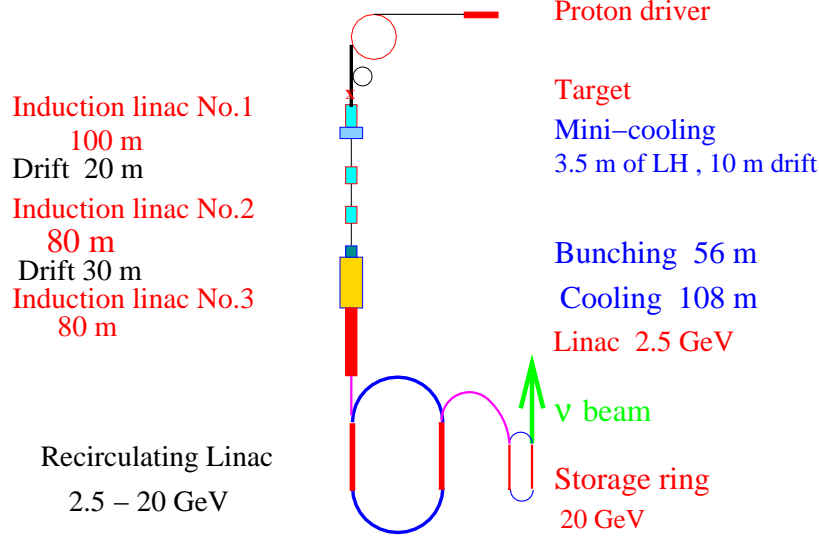 Proton driver
Induction linac No.1
100 m
Drift 20 m
Induction linac No.2
80 m
Drift 30 m
Induction linac No.3
80 m
x
Target
Mini−cooling
3.5 m of LH , 10 m drift
Bunching 56 m
Cooling 108 m
Linac 2.5 GeV
ν beam
Recirculating Linac
2.5 – 20 GeV
Storage ring
20 GeV